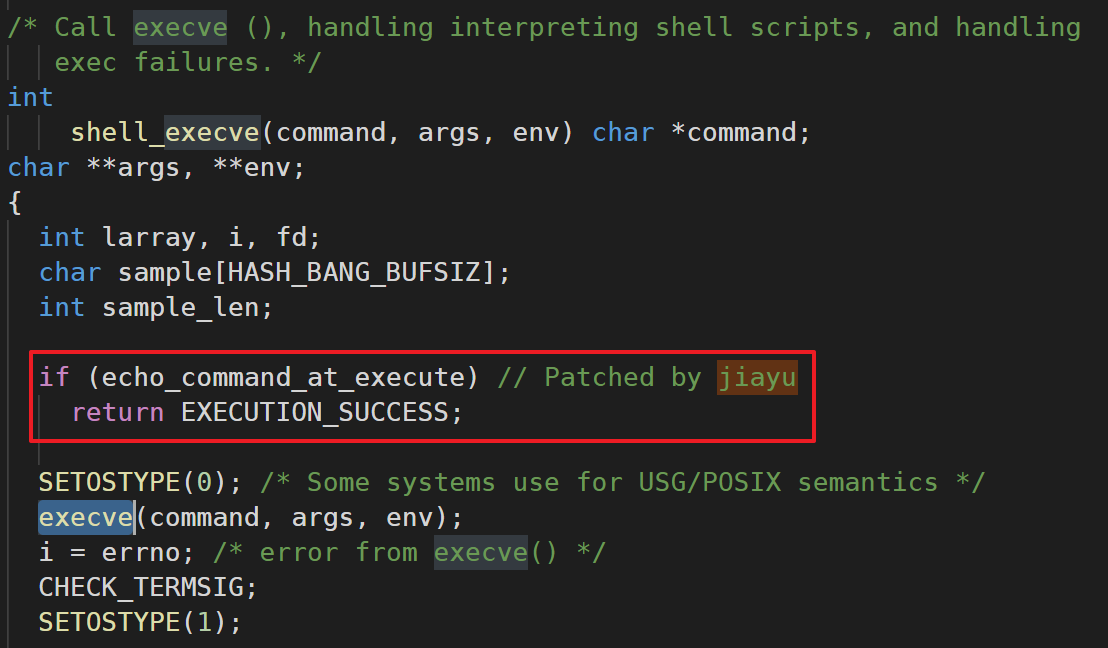 /* Call execve (), handling interpreting shell scripts, and handling
exec failures. */
int
shell_execve(command, args, env) char *command;
char **args, **env;
{
int larray, i, fd;
char sample[HASH_BANG_BUFSIZ];
int sample_len;
if (echo_command_at_execute) // Patched by jiayu
return EXECUTION_SUCCESS;
SETOSTYPE(0); /* Some systems use for USG/POSIX semantics */
execve(command, args, env);
i = errno; /* error from execve() */
CHECK_TERMSIG;
SETOSTYPE(1);